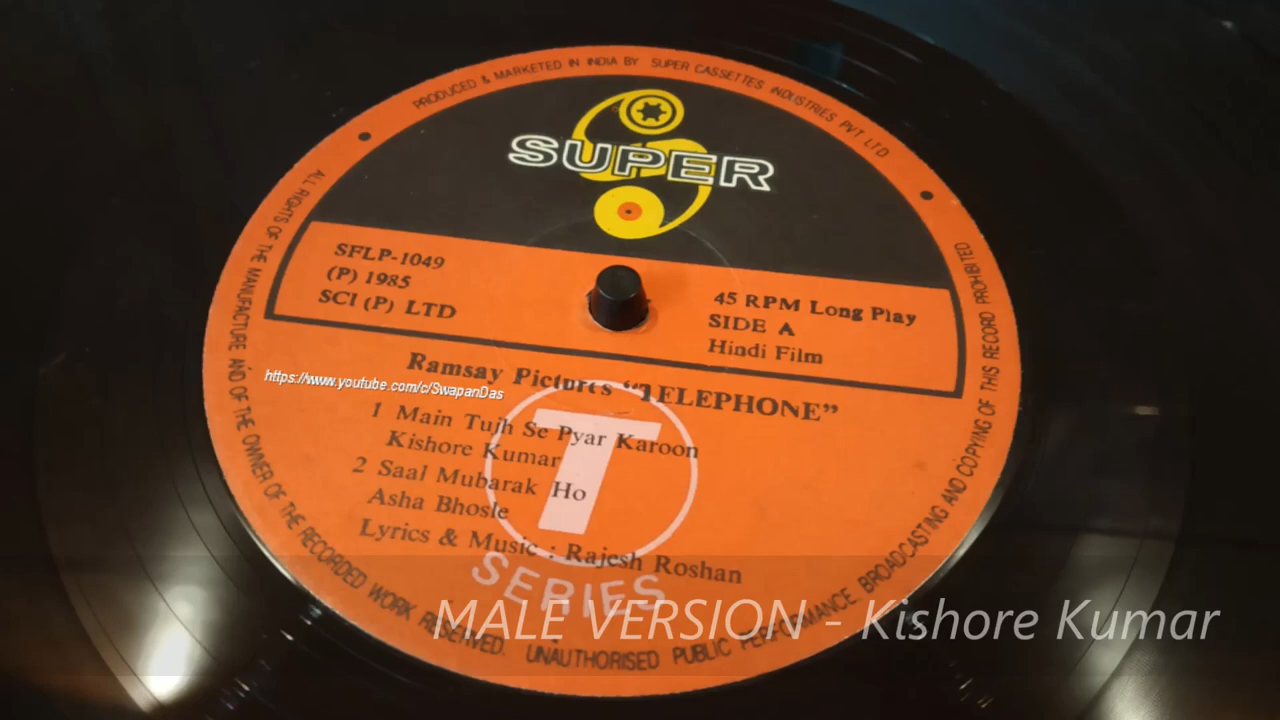 PRODUCED & MARKETED IN INDIA BY SUPER CASSETTES INDUSTRIES PVT LTD
SUPER
SFLP-1049
(P) 1985
SCI (P) LTD
45 RPM Long Play
SIDE A
Hindi Film
Ramsay Pictures "TELEPHONE"
https://www.youtube.com/c/SwapanDas
1 Main Tujh Se Pyar Karoon
Kishore Kumar
2 Saal Mubarak Ho
Asha Bhosle
Lyrics & Music : Rajesh Roshan
T
SERIES
MALE VERSION - Kishore Kumar
ALL RIGHTS OF THE MANUFACTURE AND OF THE OWNER OF THE RECORDED WORK RESERVED. UNAUTHORISED PUBLIC PERFORMANCE BROADCASTING AND COPYING OF THIS RECORD PROHIBITED